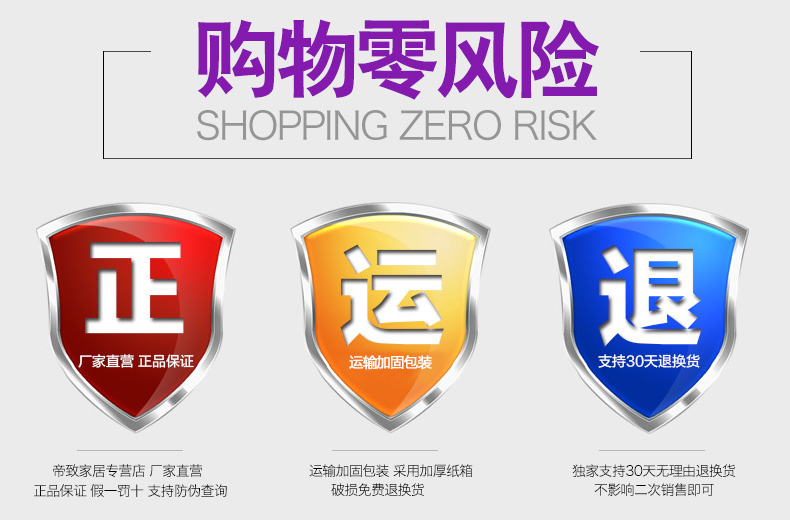 购物零风险
SHOPPING ZERO RISK
正
厂家直营 正品保证
运
运输加固包装
退
支持30天退换货
帝致家居专营店 厂家直营
正品保证 假一罚十 支持防伪查询
运输加固包装 采用加厚纸箱
破损免费退换货
独家支持30天无理由退换货
不影响二次销售即可